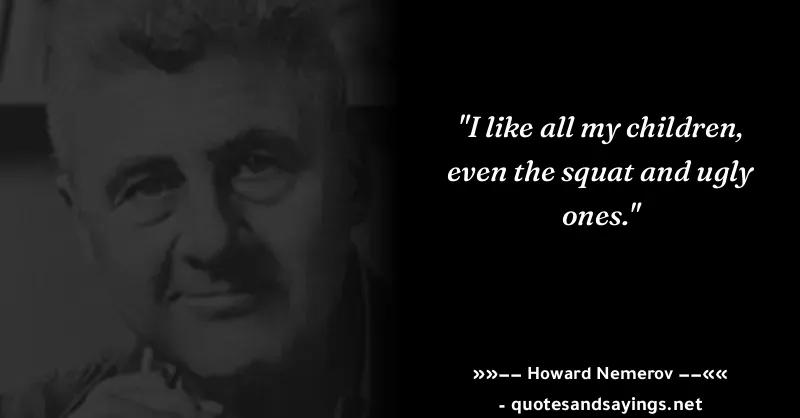 "I like all my children,
even the squat and ugly
ones."
»»−− Howard Nemerov −−««
- quotesandsayings.net